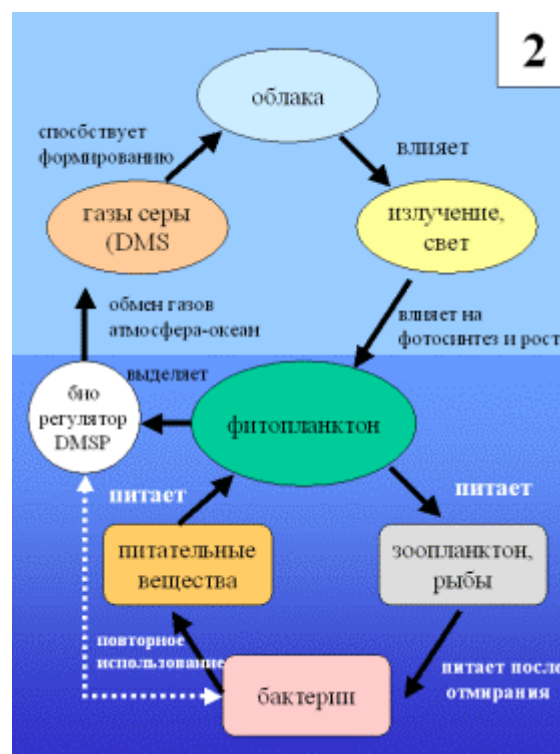 2
облака
спосбствует
формированию
влияет
газы серы
(DMS
излучение,
свет
обмен газов
атмосфера-океан
влияет на
фотосинтез и рост
выделяет
био
регулятор
DMSP
фитопланктон
питает
питает
питательные
вещества
зоопланктон,
рыбы
повторное
использование
бактерии
питает после
отмирания